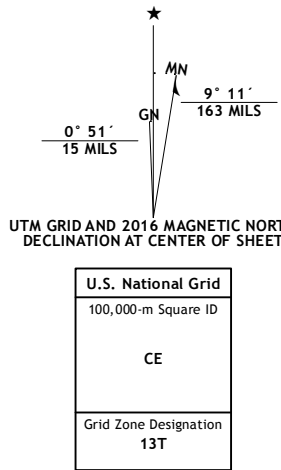 MN
GN
9° 11´
163 MILS
0° 51´
15 MILS
UTM GRID AND 2016 MAGNETIC NORT
DECLINATION AT CENTER OF SHEET
U.S. National Grid
100,000-m Square ID
CE
Grid Zone Designation
13T